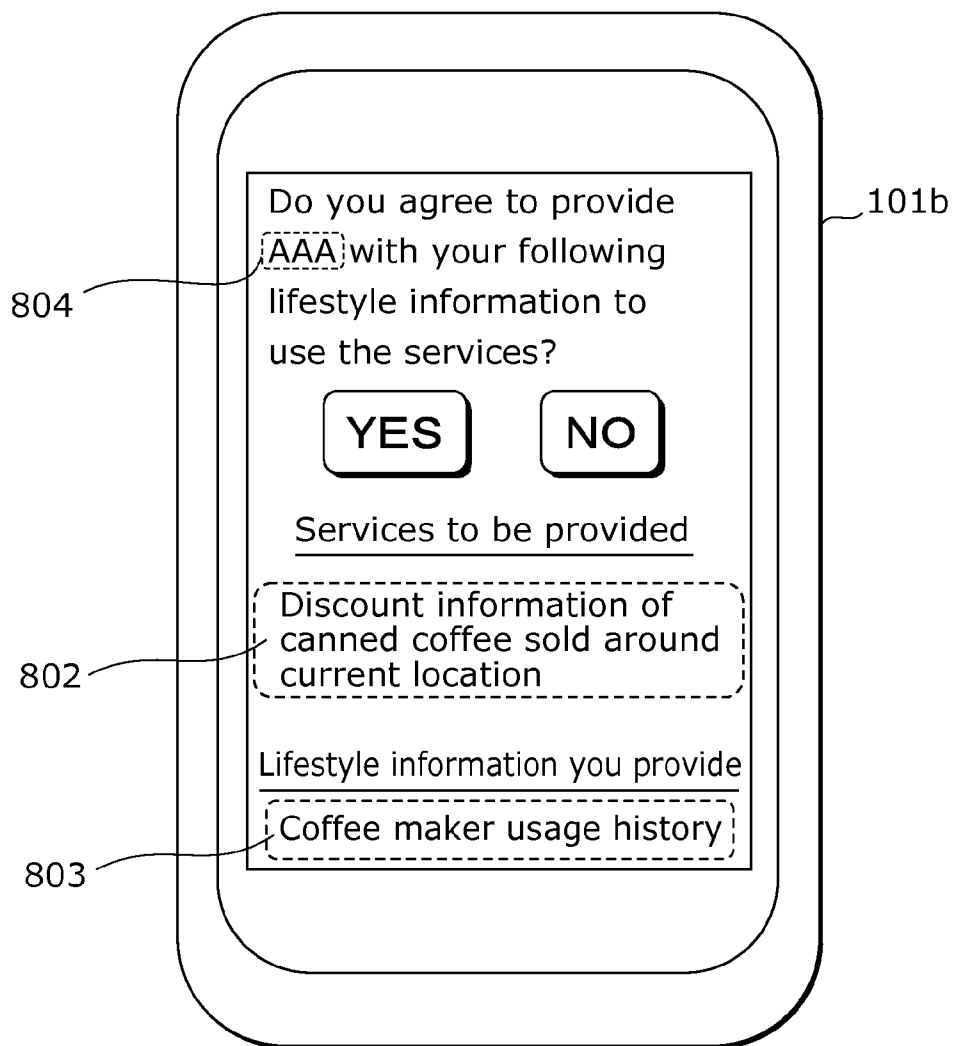 Do you agree to provide
101b
AAA with your following
804
lifestyle information to
use the services?
YES NO
Services to be provided
Discount information of
canned coffee sold around
802
current location
Lifestyle information you provide
Coffee maker usage history
803